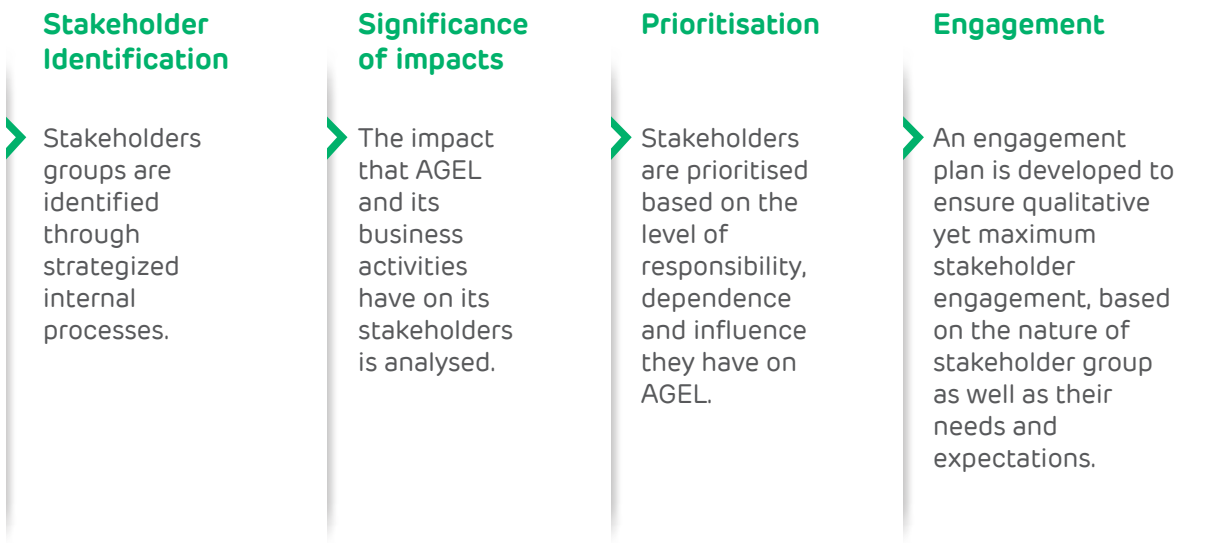 Stakeholder
Identification
Stakeholders
groups are
identified
through
strategized
internal
processes.
Significance
of impacts
The impact
that AGEL
and its
business
activities
have on its
stakeholders
is analysed.
Prioritisation
Stakeholders
are prioritised
based on the
level of
responsibility,
dependence
and influence
they have on
AGEL.
Engagement
An engagement
plan is developed to
ensure qualitative
yet maximum
stakeholder
engagement, based
on the nature of
stakeholder group
as well as their
needs and
expectations.